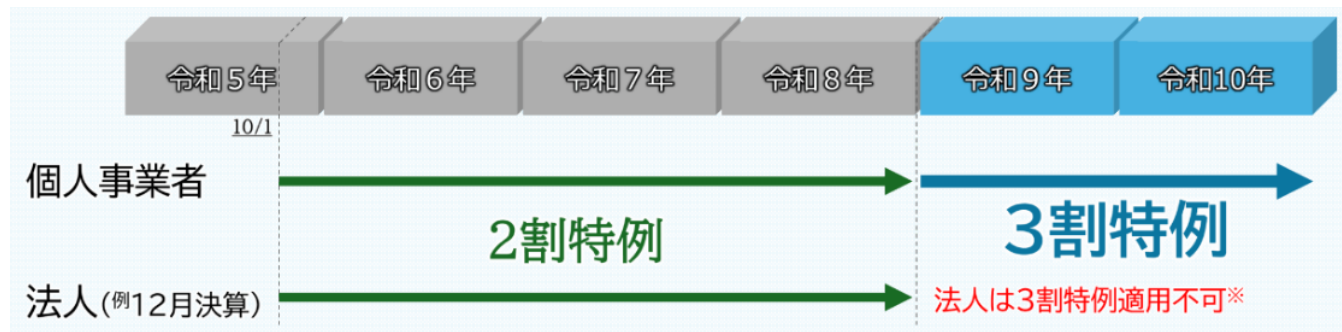 令和5年 令和6年 令和7年 令和8年 令和9年 令和10年
10/1
個人事業者
2割特例 3割特例
法人(例12月決算) 法人は3割特例適用不可※